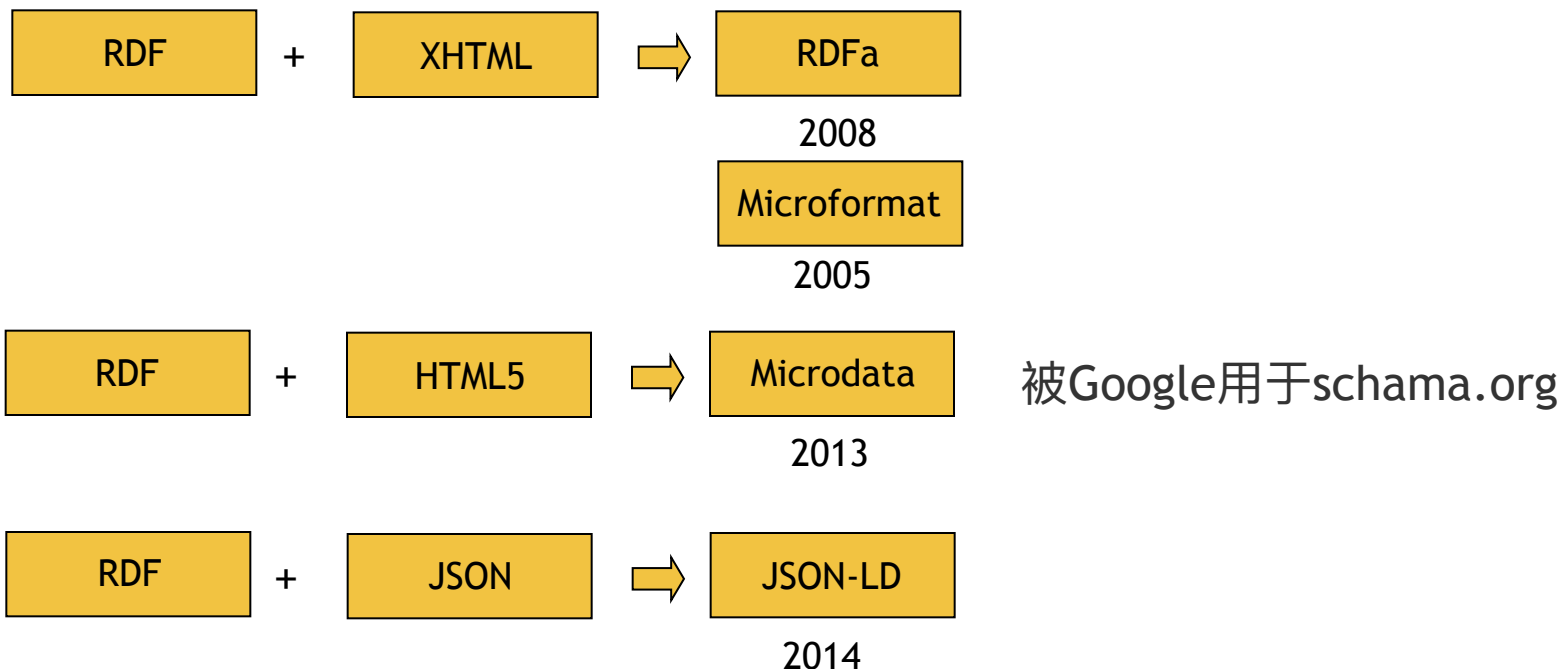 RDF + XHTML RDFa
2008
Microformat
2005
RDF + HTML5 Microdata 被Google用于schama.org
2013
RDF + JSON JSON-LD
2014